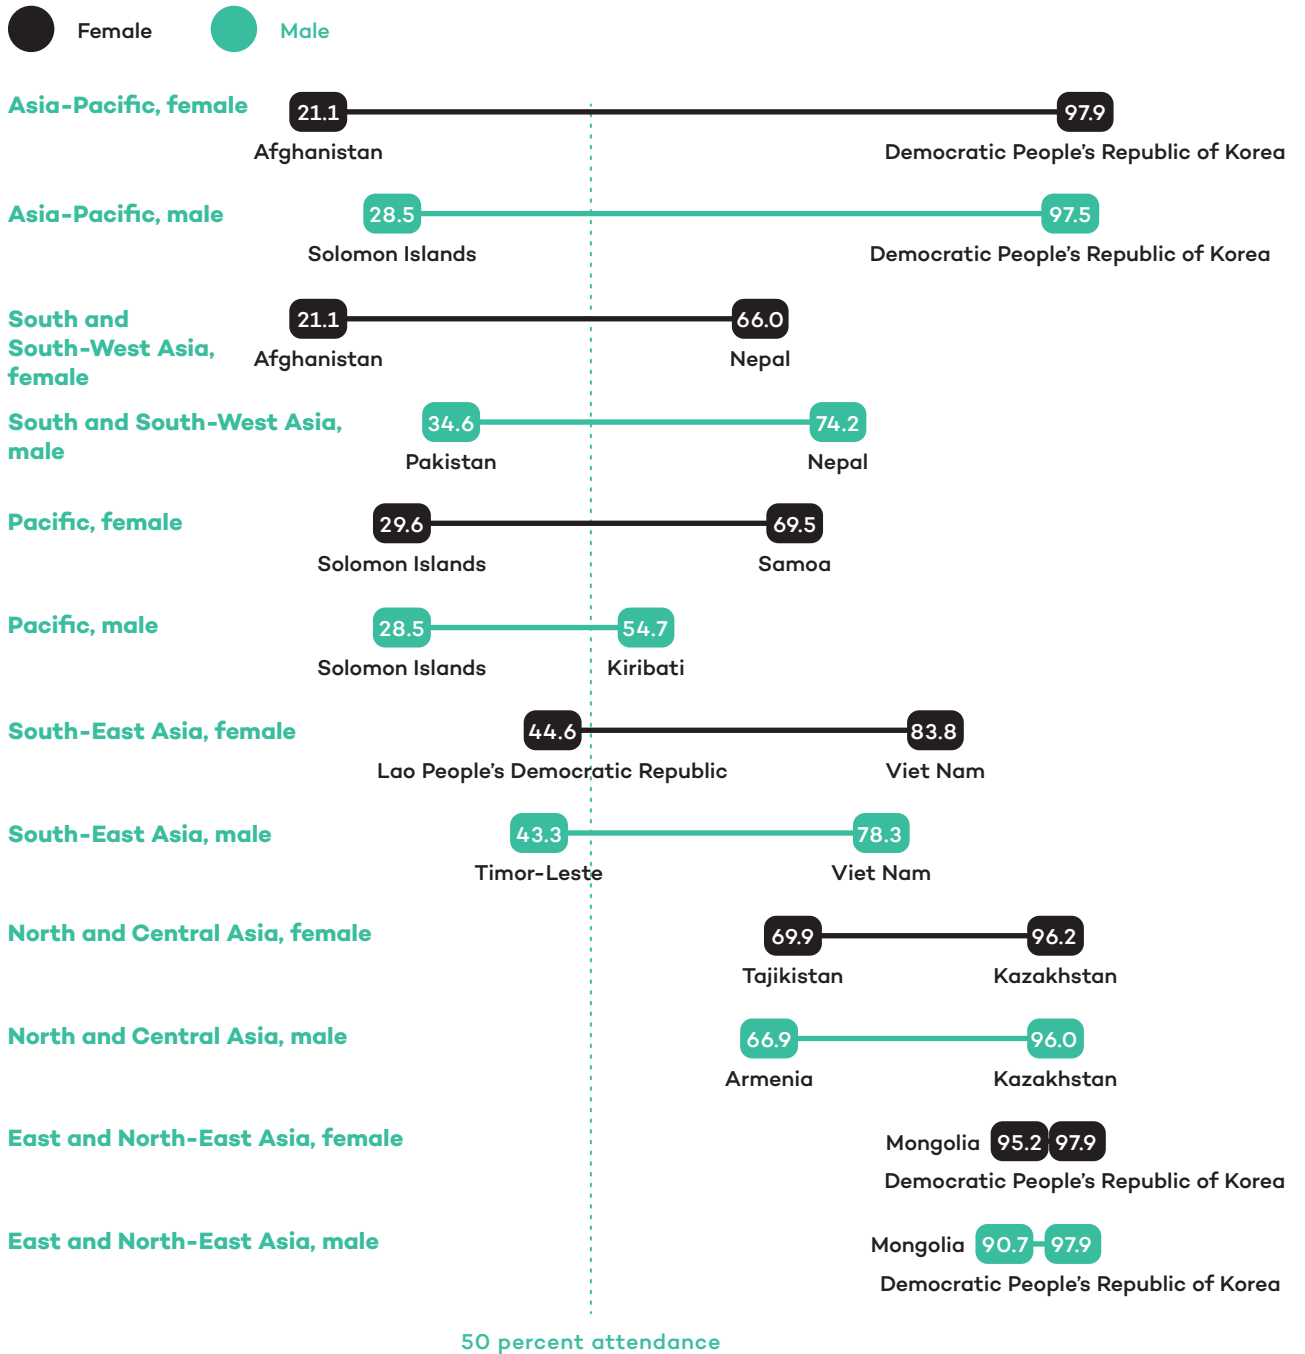 Female Male
Asia-Pacific, female
21.1 97.9
Afghanistan Democratic People's Republic of Korea
Asia-Pacific, male
28.5 97.5
Solomon Islands Democratic People's Republic of Korea
South and
South-West Asia,
female
21.1 66.0
Afghanistan Nepal
South and South-West Asia,
male
34.6 74.2
Pakistan Nepal
Pacific, female
29.6 69.5
Solomon Islands Samoa
Pacific, male
28.5 54.7
Solomon Islands Kiribati
South-East Asia, female
44.6 83.8
Lao People's Democratic Republic Viet Nam
South-East Asia, male
43.3 78.3
Timor-Leste Viet Nam
North and Central Asia, female
69.9 96.2
Tajikistan Kazakhstan
North and Central Asia, male
66.9 96.0
Armenia Kazakhstan
East and North-East Asia, female
Mongolia 95.2 97.9
Democratic People's Republic of Korea
East and North-East Asia, male
Mongolia 90.7 97.9
Democratic People's Republic of Korea
50 percent attendance